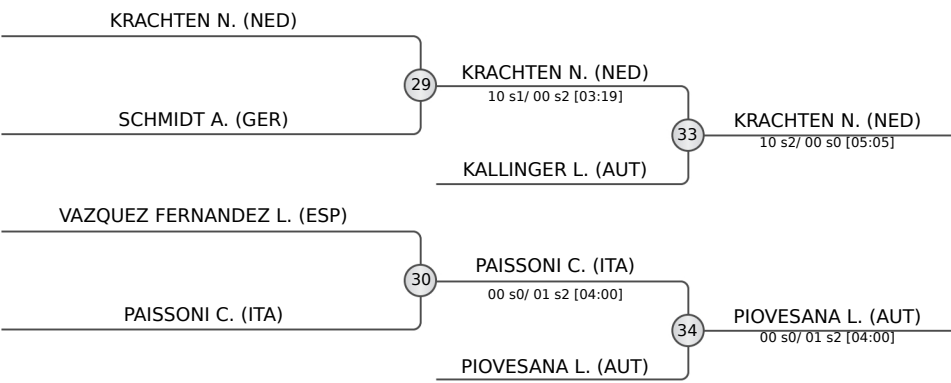 KRACHTEN N. (NED)
29
KRACHTEN N. (NED)
10 s1/ 00 s2 [03:19]
SCHMIDT A. (GER)
33
KRACHTEN N. (NED)
10 s2/ 00 s0 [05:05]
KALLINGER L. (AUT)
VAZQUEZ FERNANDEZ L. (ESP)
30
PAISSONI C. (ITA)
00 s0/ 01 s2 [04:00]
PAISSONI C. (ITA)
34
PIOVESANA L. (AUT)
00 s0/ 01 s2 [04:00]
PIOVESANA L. (AUT)